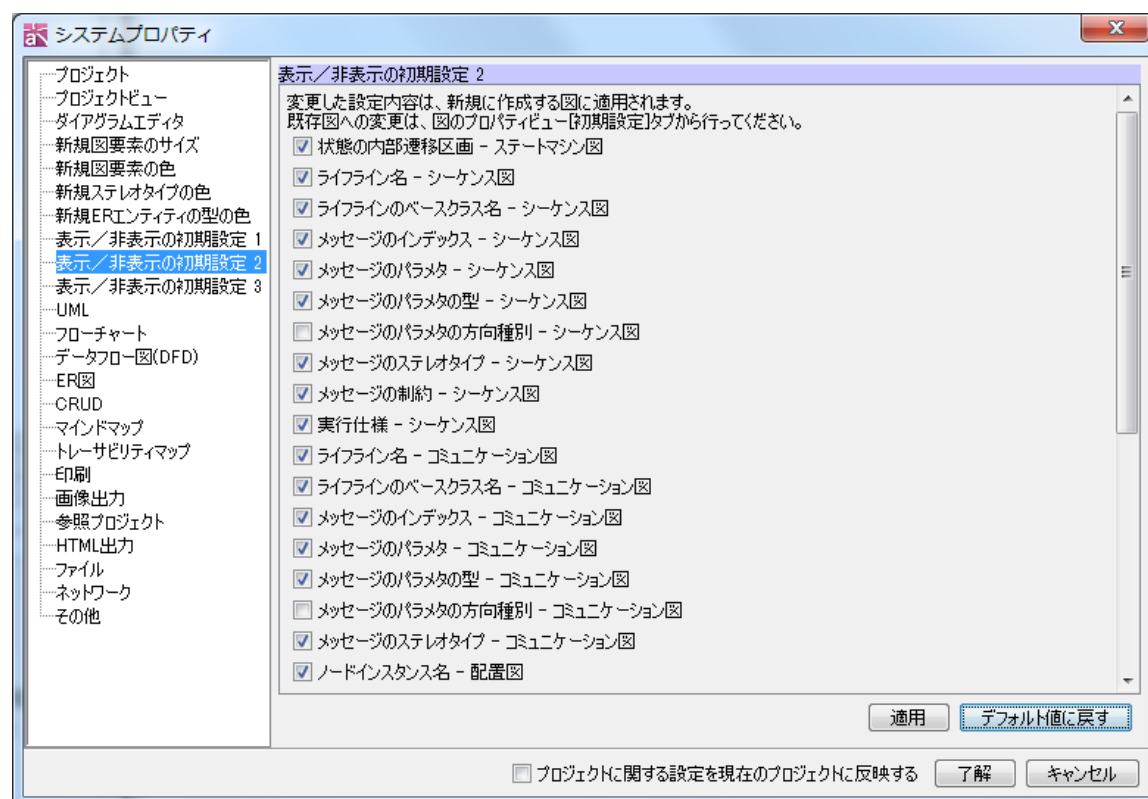 システムプロパティ
プロジェクト
プロジェクトビュー
ダイアグラムエディタ
新規図要素のサイズ
新規図要素の色
新規ステレオタイプの色
新規ERエンティティの型の色
表示／非表示の初期設定 1
表示／非表示の初期設定 2
表示／非表示の初期設定 3
UML
フローチャート
データフロー図(DFD)
ER図
CRUD
マインドマップ
トレーサビリティマップ
印刷
画像出力
参照プロジェクト
HTML出力
ファイル
ネットワーク
その他
表示／非表示の初期設定 2
変更した設定内容は、新規に作成する図に適用されます。
既存図への変更は、図のプロパティビュー[初期設定]タブから行ってください。
状態の内部遷移区画 - ステートマシン図
ライフライン名 - シーケンス図
ライフラインのベースクラス名 - シーケンス図
メッセージのインデックス - シーケンス図
メッセージのパラメタ - シーケンス図
メッセージのパラメタの型 - シーケンス図
メッセージのパラメタの方向種別 - シーケンス図
メッセージのステレオタイプ - シーケンス図
メッセージの制約 - シーケンス図
実行仕様 - シーケンス図
ライフライン名 - コミュニケーション図
ライフラインのベースクラス名 - コミュニケーション図
メッセージのインデックス - コミュニケーション図
メッセージのパラメタ - コミュニケーション図
メッセージのパラメタの型 - コミュニケーション図
メッセージのパラメタの方向種別 - コミュニケーション図
メッセージのステレオタイプ - コミュニケーション図
ノードインスタンス名 - 配置図
適用 デフォルト値に戻す
プロジェクトに関する設定を現在のプロジェクトに反映する 了解 キャンセル